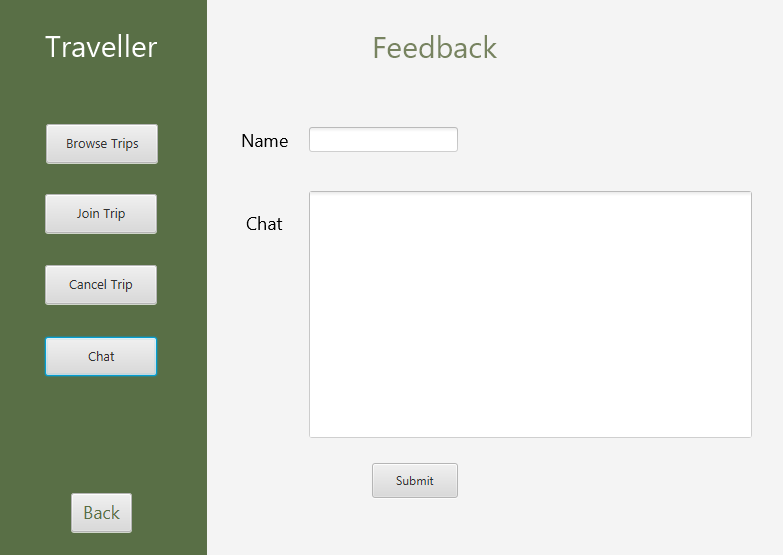 Traveller
Browse Trips
Join Trip
Cancel Trip
Chat
Back
Feedback
Name
Chat
Submit